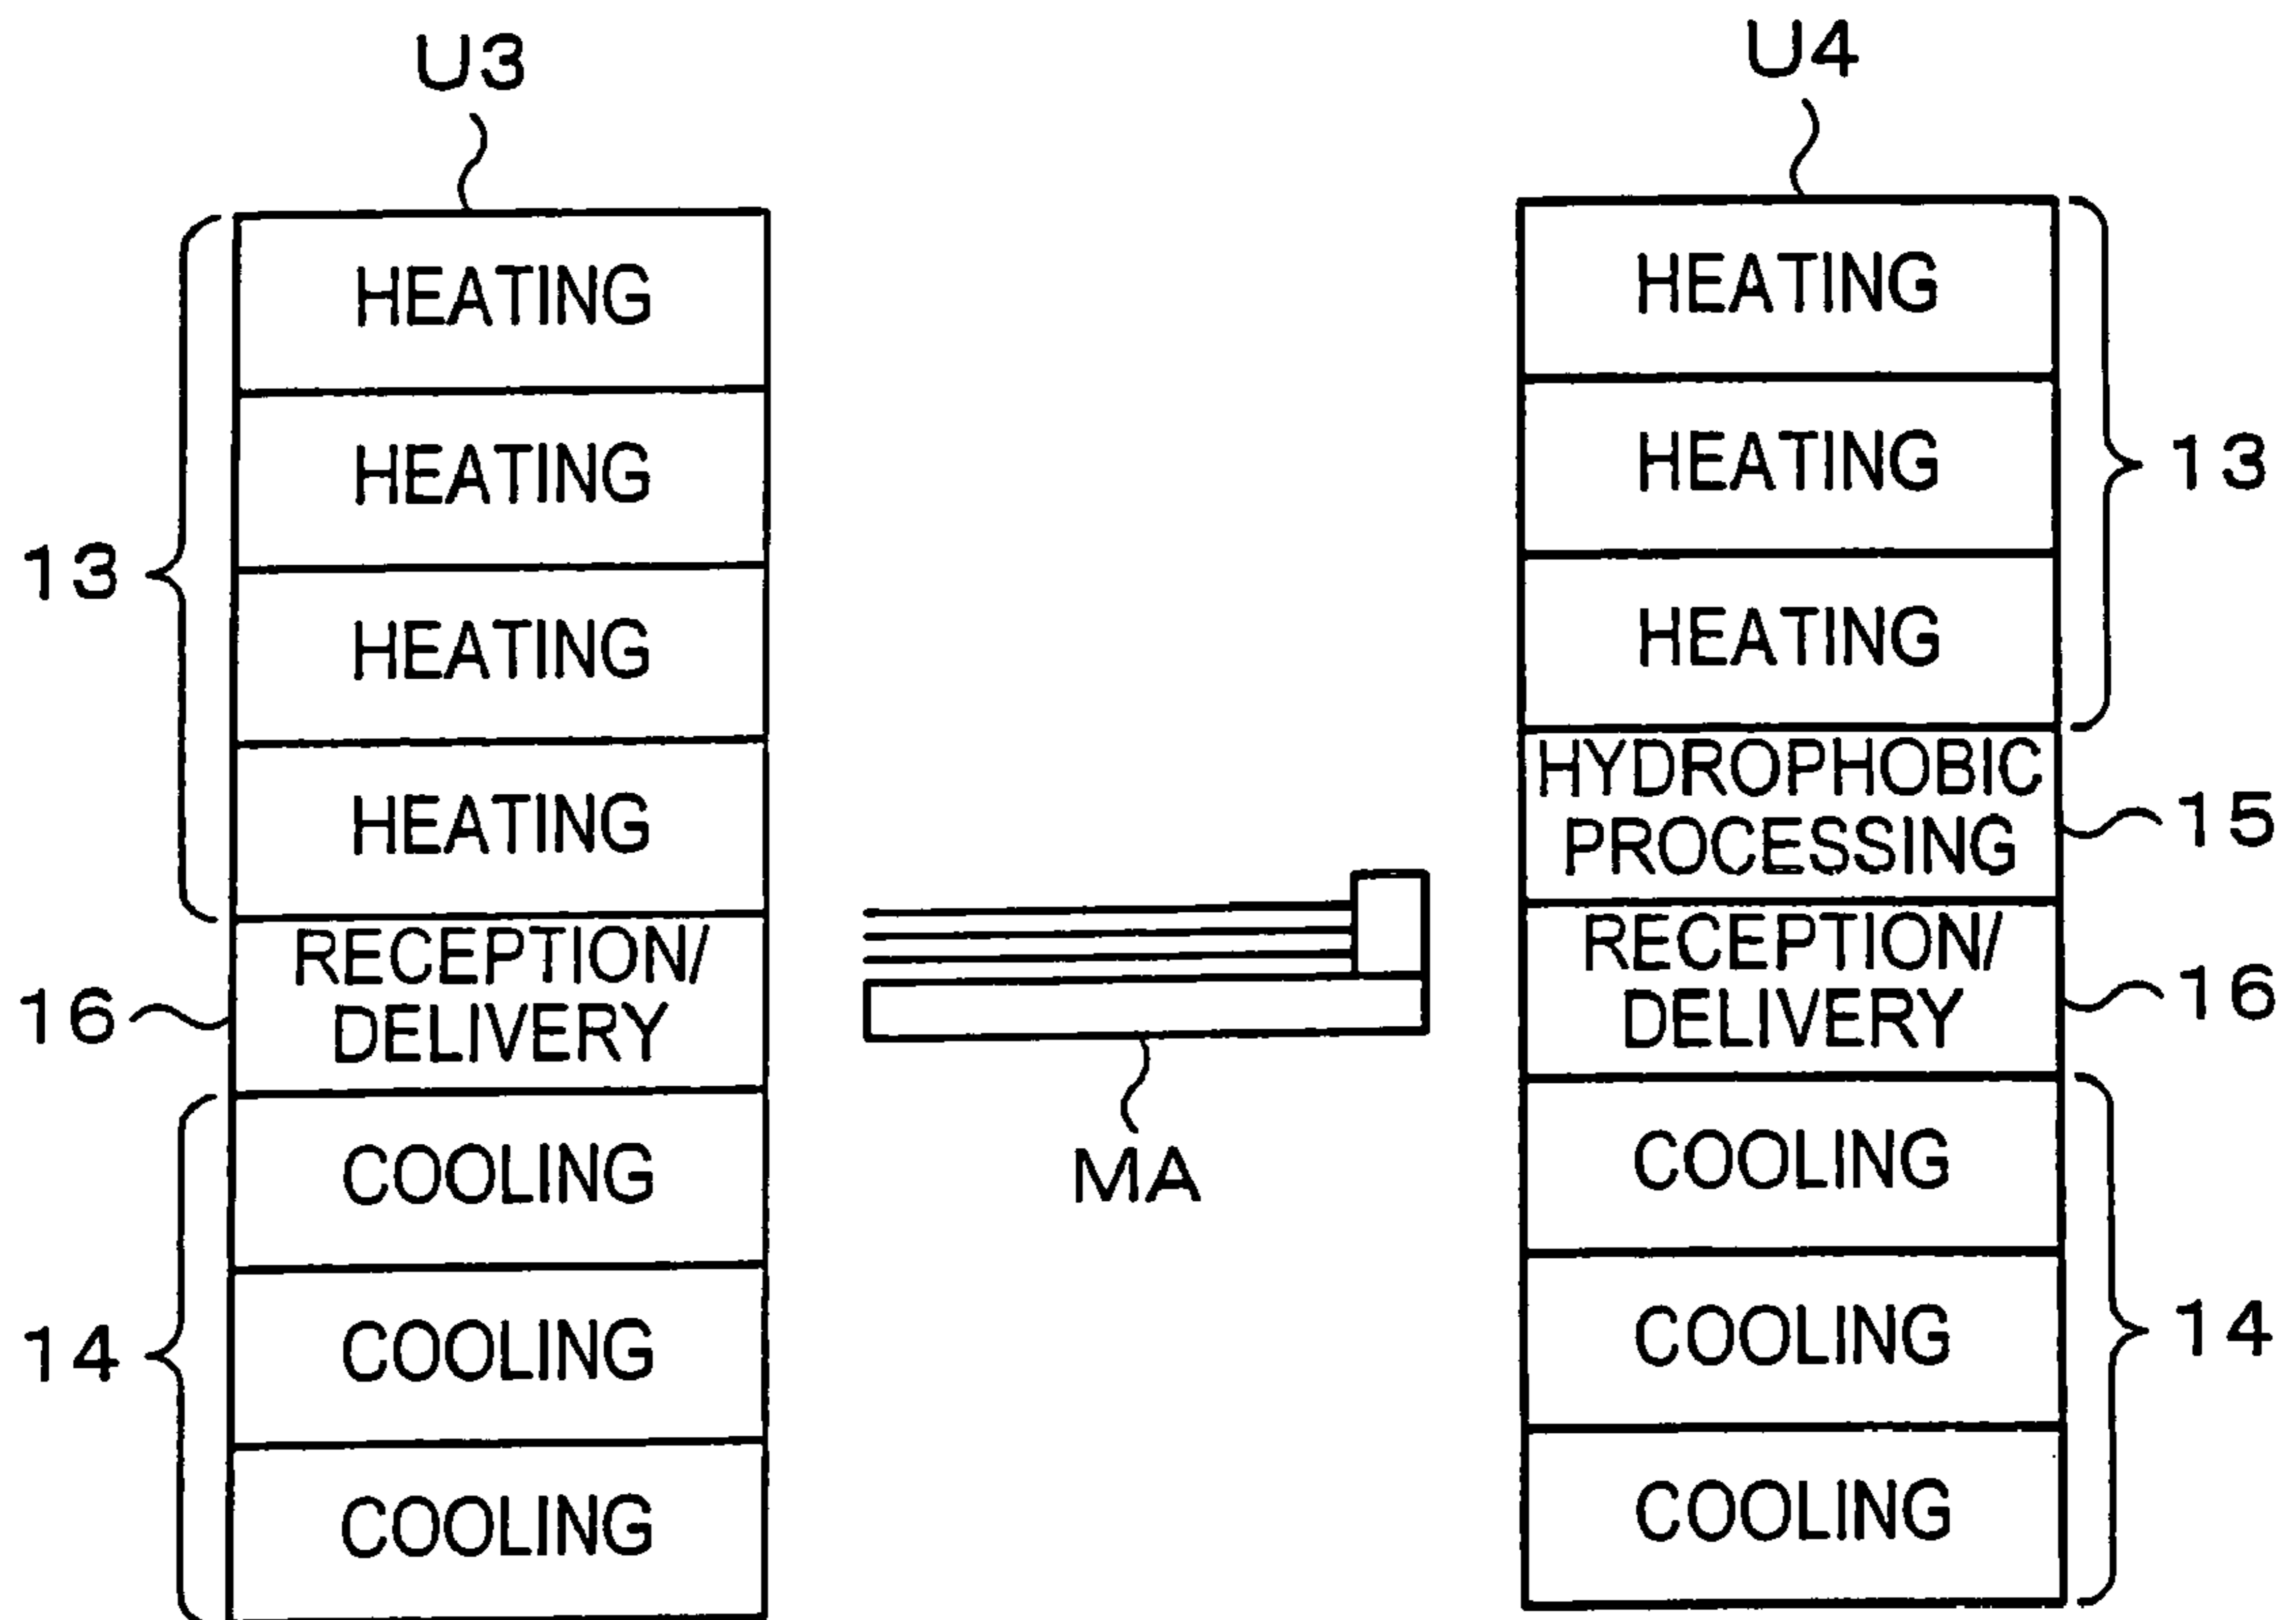 U3
HEATING
HEATING
HEATING
HEATING
13
RECEPTION/
DELIVERY
16
COOLING
COOLING
COOLING
14
MA
U4
HEATING
HEATING
HEATING
13
HYDROPHOBIC
PROCESSING
15
RECEPTION/
DELIVERY
16
COOLING
COOLING
COOLING
14